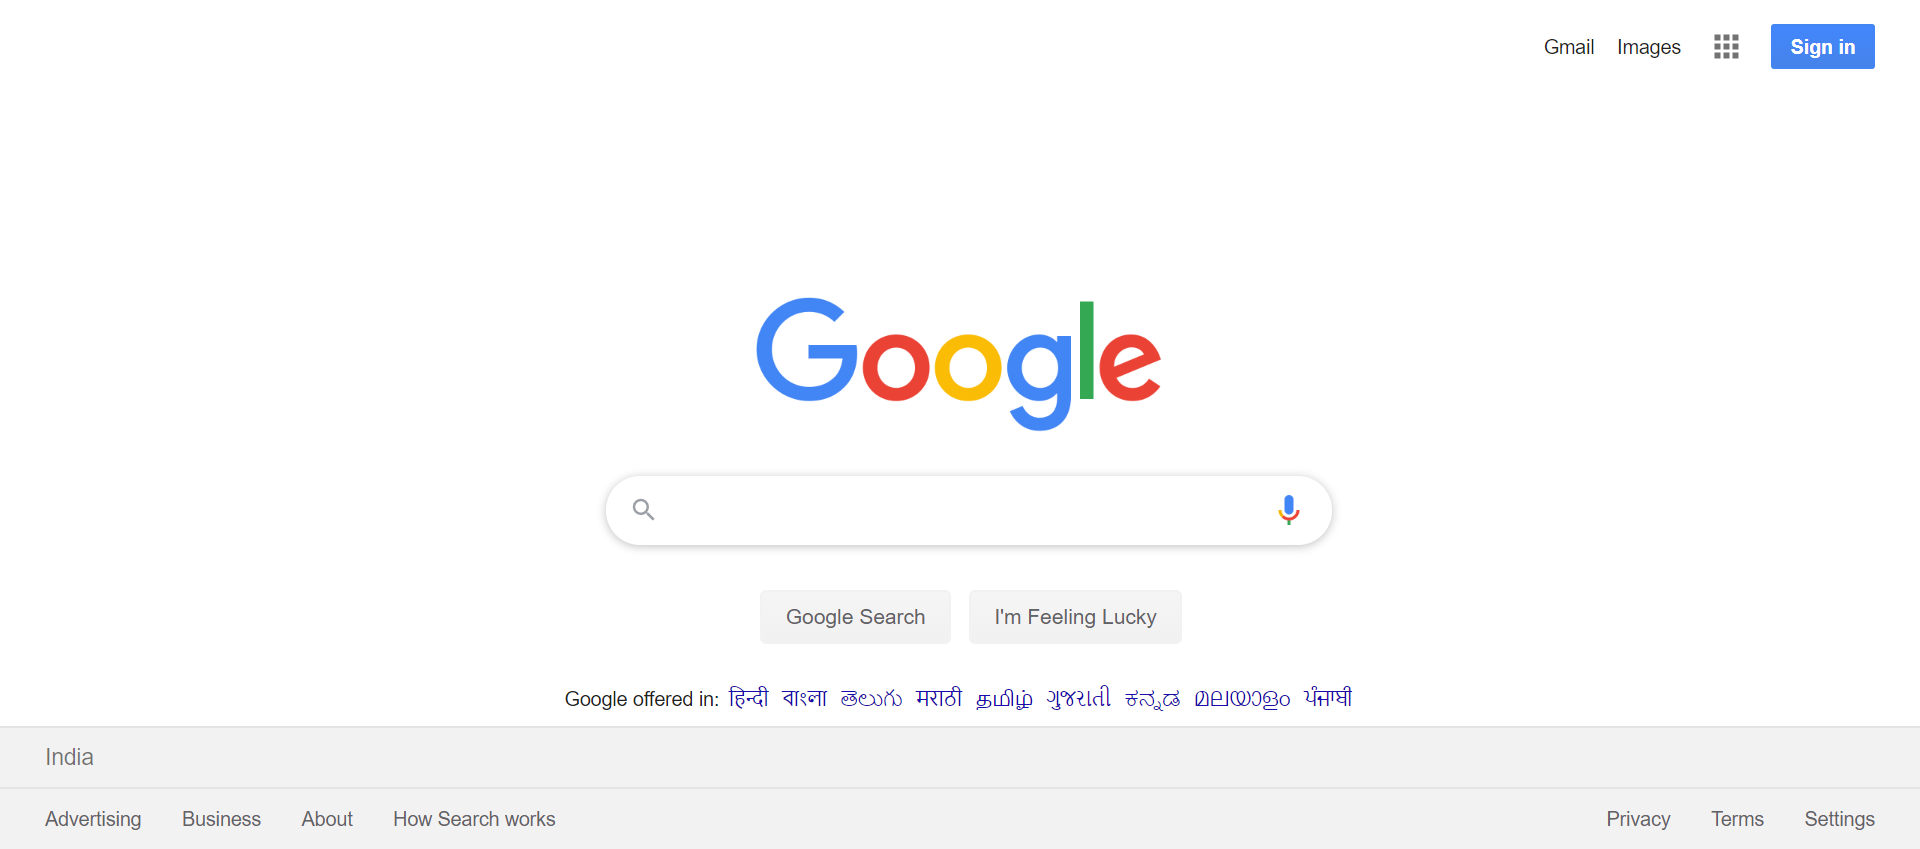 Gmail Images Sign in
Google
Google Search I'm Feeling Lucky
Google offered in: हिन्दी বাংলা తెలుగు मराठी தமிழ் ગુજરાતી ಕನ್ನಡ മലയാളം ਪੰਜਾਬੀ
India
Advertising Business About How Search works Privacy Terms Settings